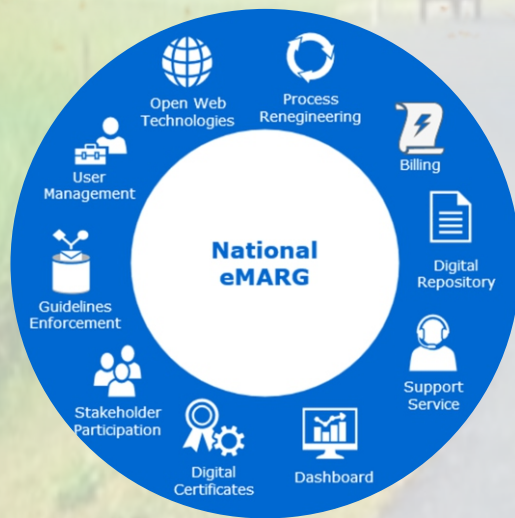 Open Web
Technologies
Process
Renegineering
Billing
Digital
Repository
Support
Service
Dashboard
Digital
Certificates
Stakeholder
Participation
Guidelines
Enforcement
User
Management
National
eMARG